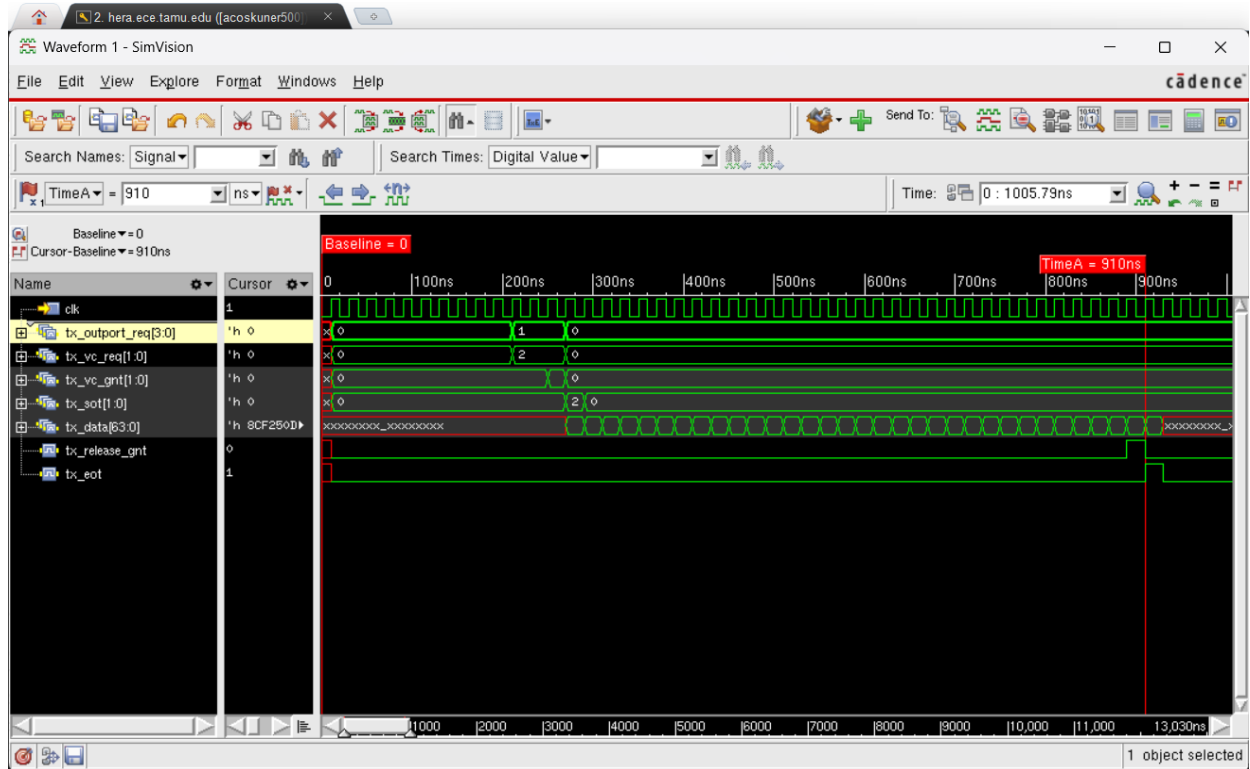 2. hera.ece.tamu.edu ([acoskuner500]
Waveform 1 - SimVision
File Edit View Explore Format Windows Help
cādence
Send To:
Search Names: Signal
Search Times: Digital Value
TimeA = 910 ns
Time: 0 : 1005.79ns
Baseline = 0
Cursor-Baseline = 910ns
Baseline = 0
TimeA = 910ns
Name Cursor 0 100ns 200ns 300ns 400ns 500ns 600ns 700ns 800ns 900ns
clk 1
tx_outport_req[3:0] 'h 0 x 0 1 0
tx_vc_req[1:0] 'h 0 x 0 2 0
tx_vc_gnt[1:0] 'h 0 x 0 0
tx_sot[1:0] 'h 0 x 0 2 0
tx_data[63:0] 'h 8CF250D xxxxxxxx_xxxxxxxx xxxxxxxx_x
tx_release_gnt 0
tx_eot 1
1000 2000 3000 4000 5000 6000 7000 8000 9000 10,000 11,000 13,030ns
1 object selected